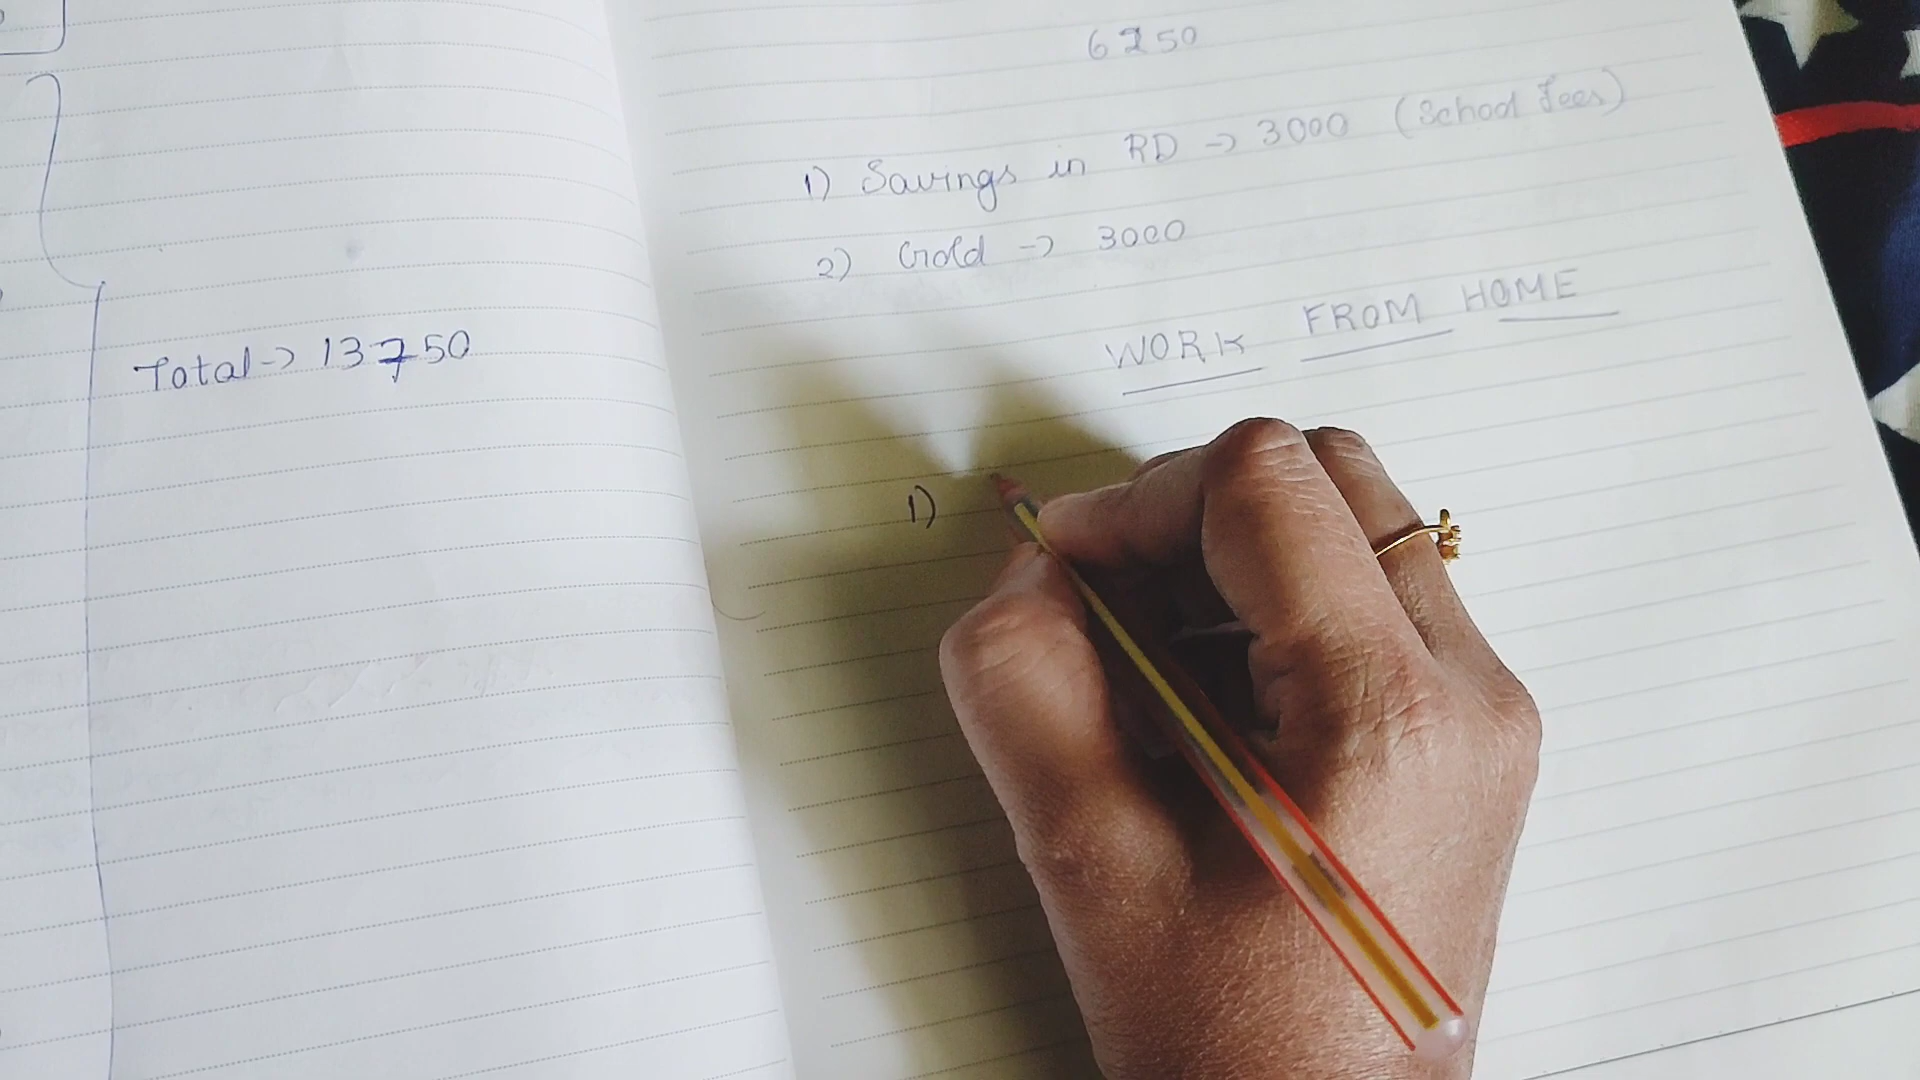 Total -> 13750
6250
1) Savings in RD -> 3000 (School Fees)
2) Gold -> 3000
WORK FROM HOME
1)